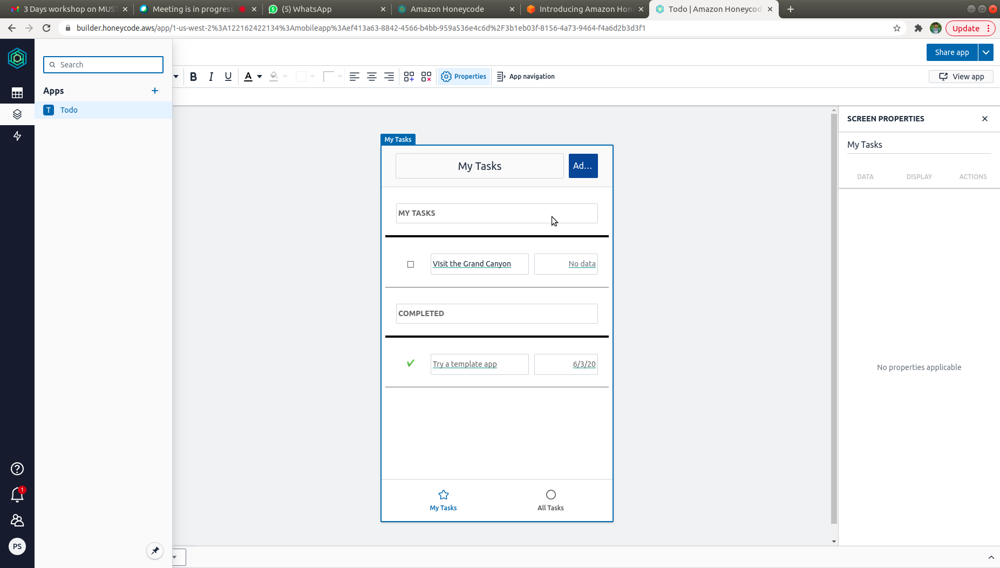 3 Days workshop on MUST
Meeting is in progress
(5) WhatsApp
Amazon Honeycode
Introducing Amazon Hon
Todo | Amazon Honeycod
builder.honeycode.aws/app/1-us-west-2%3A122162422134%3Amobileapp%3Aef413a63-8842-4566-b4bb-959a536e4c6d%2F3b1eb03f-8156-4a73-9464-f4a6d2b3d3f1
Update
Search
Share app
B I U A
Properties
App navigation
View app
Apps
T Todo
SCREEN PROPERTIES
My Tasks
DATA DISPLAY ACTIONS
No properties applicable
My Tasks
My Tasks
Ad...
MY TASKS
VIsit the Grand Canyon
No data
COMPLETED
Try a template app
6/3/20
My Tasks
All Tasks
1
PS